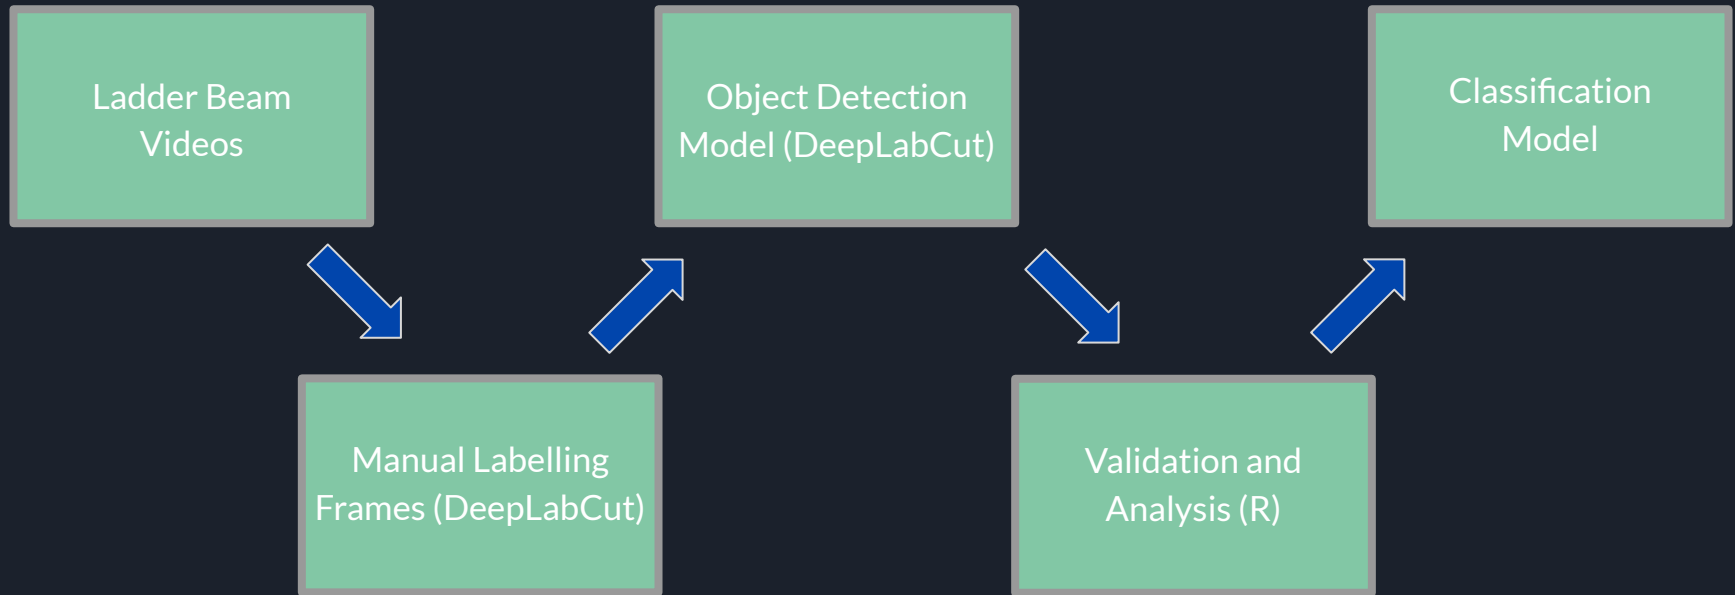 Ladder Beam
Videos
Manual Labelling
Frames (DeepLabCut)
Object Detection
Model (DeepLabCut)
Validation and
Analysis (R)
Classification
Model